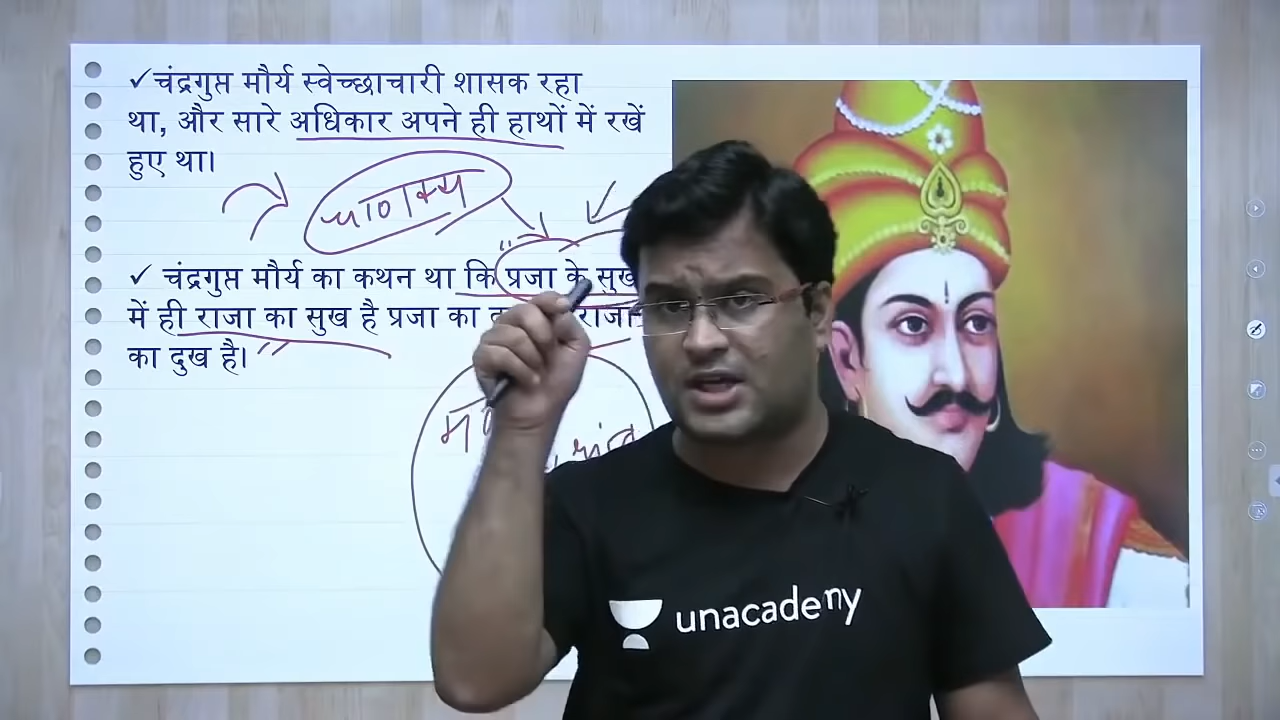 ✓चंद्रगुप्त मौर्य स्वेच्छाचारी शासक रहा
था, और सारे अधिकार अपने ही हाथों में रखें
हुए था।
चाणक्य
✓ चंद्रगुप्त मौर्य का कथन था कि प्रजा के सुख
में ही राजा का सुख है प्रजा का राजा
का दुख है।
unacademy